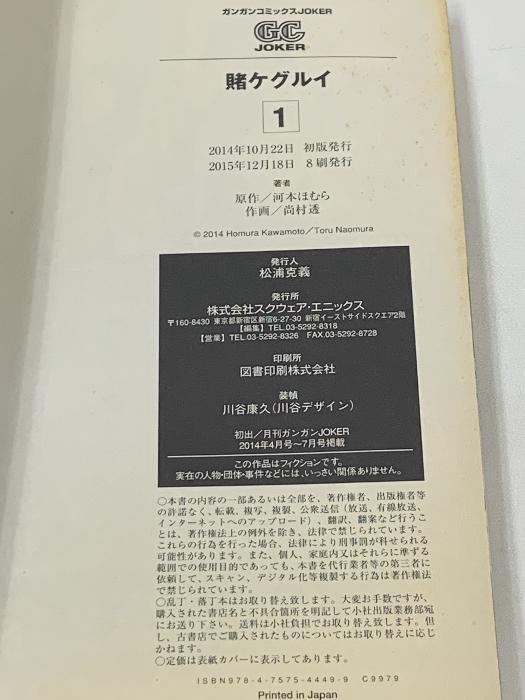 ガンガンコミックスJOKER
GC
JOKER
賭ケグルイ
1
2014年10月22日 初版発行
2015年12月18日 8刷発行
著者
原作／河本ほむら
作画／尚村透
© 2014 Homura Kawamoto／Toru Naomura
発行人
松浦克義
発行所
株式会社スクウェア・エニックス
〒160-8430 東京都新宿区新宿6-27-30 新宿イーストサイドスクエア2階
【編集】TEL.03-5292-8318
【営業】TEL.03-5292-8326 FAX.03-5292-8728
印刷所
図書印刷株式会社
装幀
川谷康久（川谷デザイン）
初出／月刊ガンガンJOKER
2014年4月号〜7月号掲載
この作品はフィクションです。
実在の人物・団体・事件などには、いっさい関係ありません。
○本書の内容の一部あるいは全部を、著作権者、出版権者等
の許諾なく、転載、複写、複製、公衆送信（放送、有線放送、
インターネットへのアップロード）、翻訳、翻案など行うこ
とは、著作権法上の例外を除き、法律で禁じられています。
これらの行為を行った場合、法律により刑事罰が科せられる
可能性があります。また、個人、家庭内又はそれらに準ずる
範囲での使用目的であっても、本書を代行業者等の第三者に
依頼して、スキャン、デジタル化等複製する行為は著作権法
で禁じられています。
○乱丁・落丁本はお取り替え致します。大変お手数ですが、
購入された書店名と不具合箇所を明記して小社出版業務部宛
にお送り下さい。送料は小社負担でお取り替え致します。但
し、古書店でご購入されたものについてはお取り替えに応じ
かねます。
○定価は表紙カバーに表示してあります。
ISBN978-4-7575-4449-9 C9979
Printed in Japan